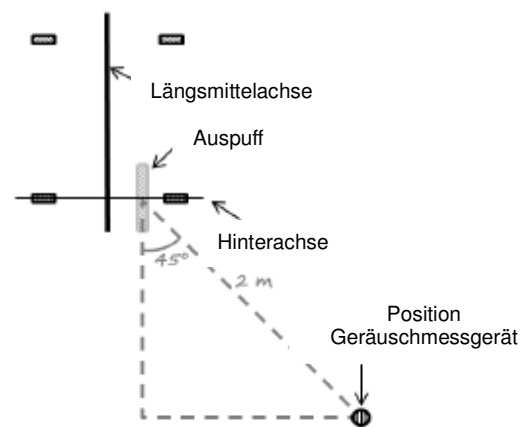 Längsmittelachse
Auspuff
Hinterachse
45°
2 m
Position
Geräuschmessgerät